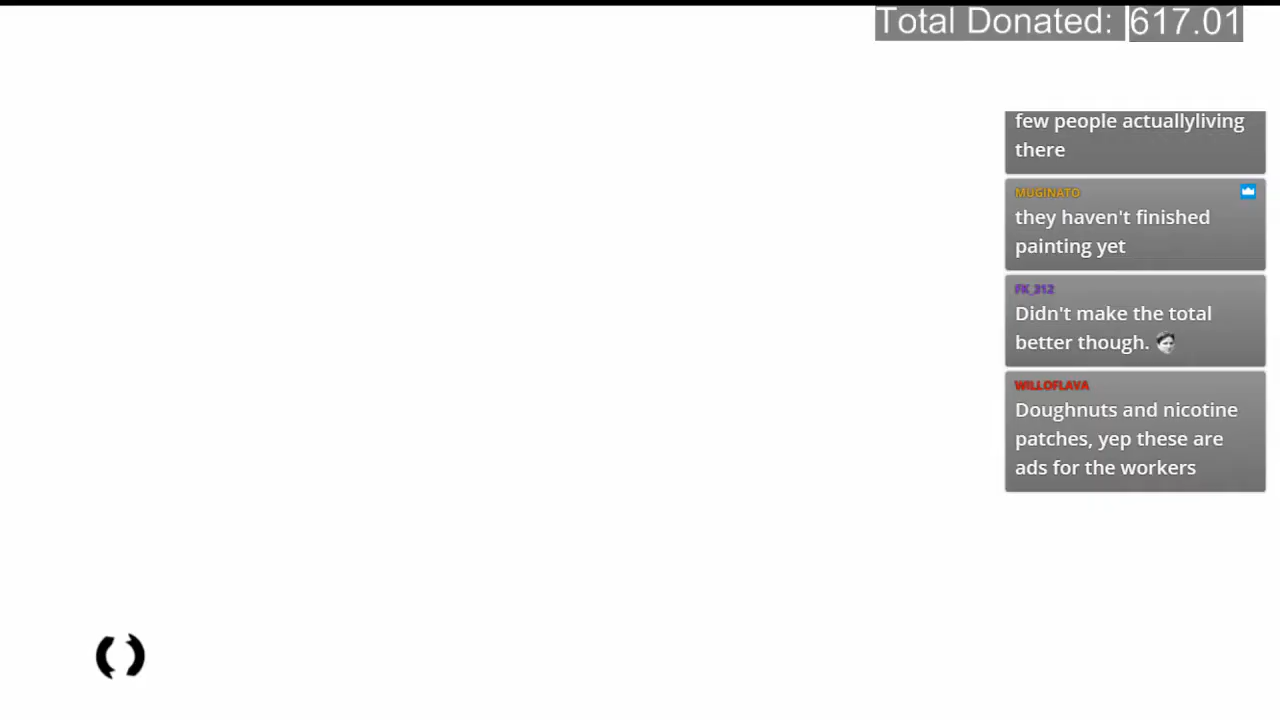 Total Donated: 617.01
few people actuallyliving
there
MUGINATO
they haven't finished
painting yet
FK_312
Didn't make the total
better though.
WILLOFLAVA
Doughnuts and nicotine
patches, yep these are
ads for the workers